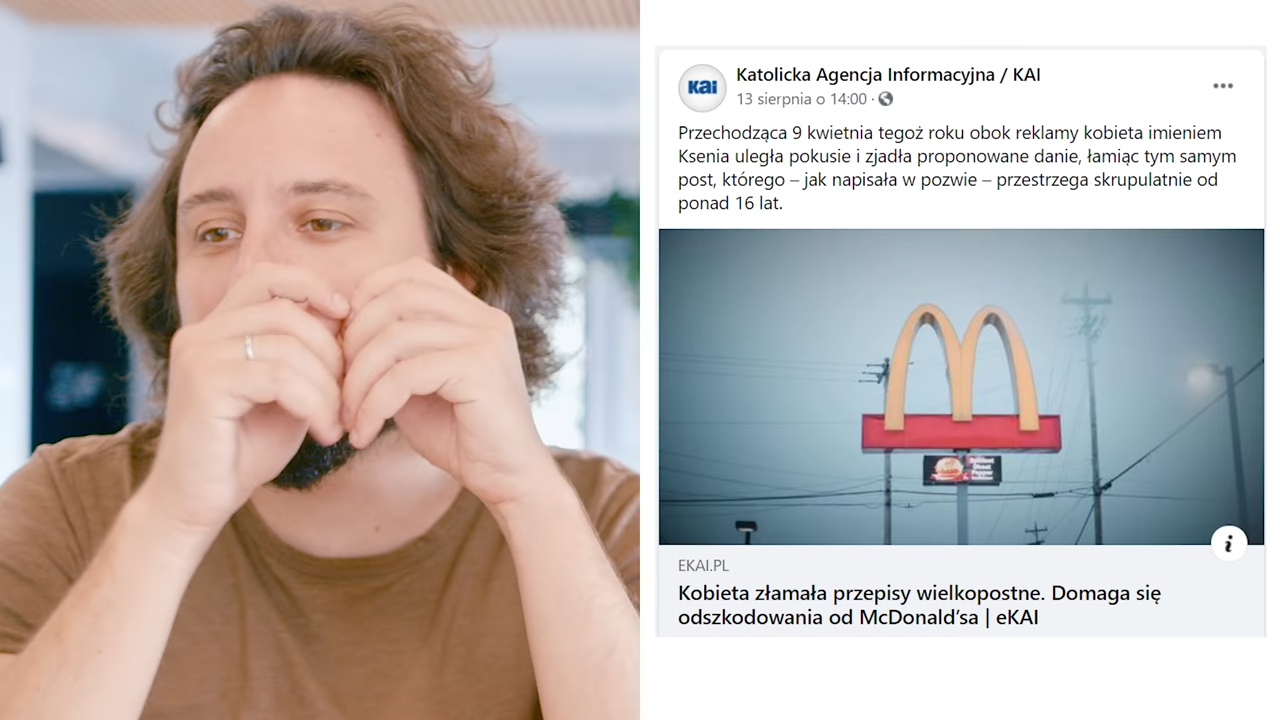 kai
Katolicka Agencja Informacyjna / KAI
13 sierpnia o 14:00 ·
Przechodząca 9 kwietnia tegoż roku obok reklamy kobieta imieniem
Ksenia uległa pokusie i zjadła proponowane danie, łamiąc tym samym
post, którego – jak napisała w pozwie – przestrzega skrupulatnie od
ponad 16 lat.
EKAI.PL
Kobieta złamała przepisy wielkopostne. Domaga się
odszkodowania od McDonald'sa | eKAI